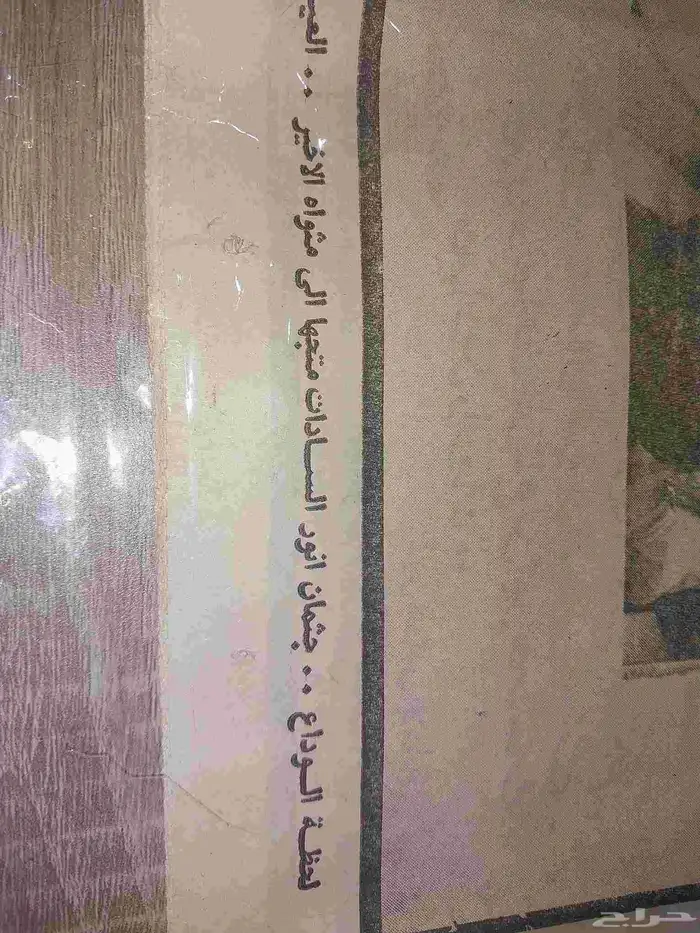 لحظة الوداع .. جثمان انور السادات متجها الى مثواه الاخير ..
حراج